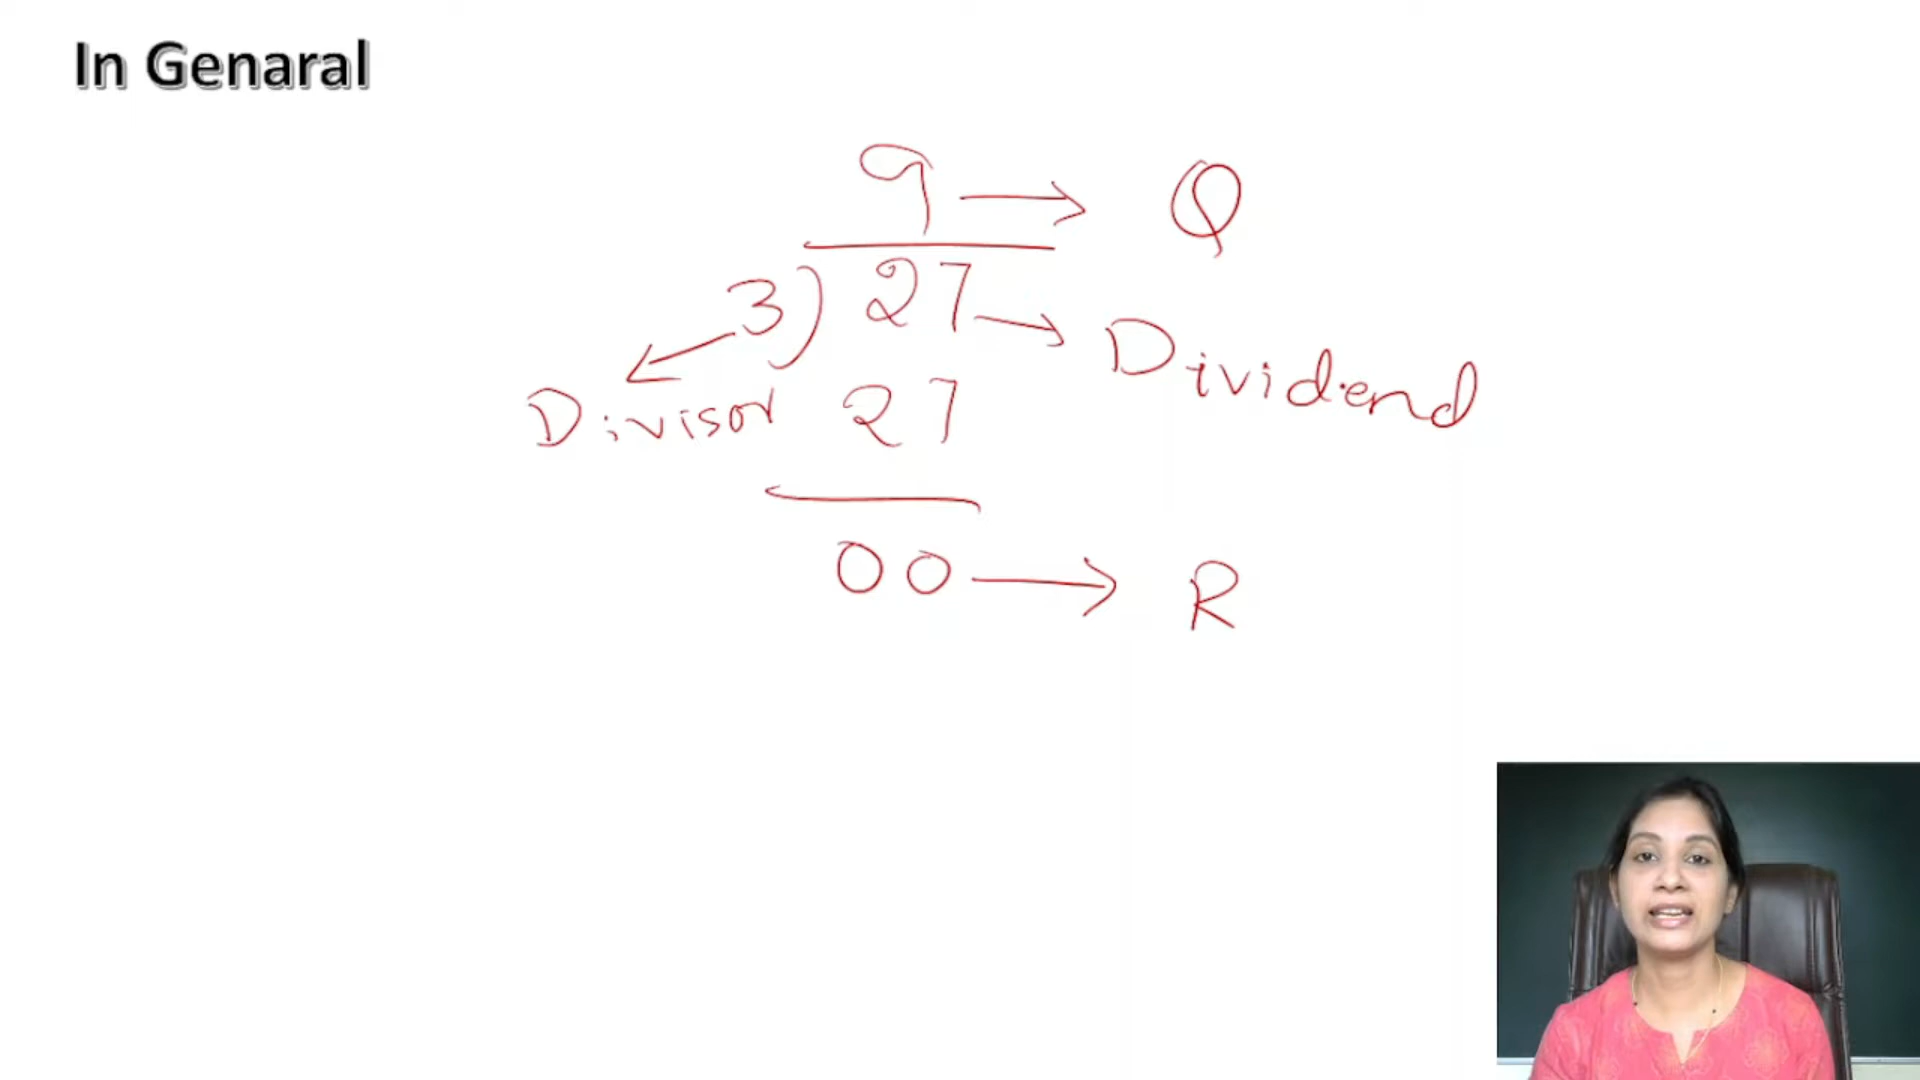 In Genaral
9 → Q
3) 27 → Dividend
Divisor 27
00 → R